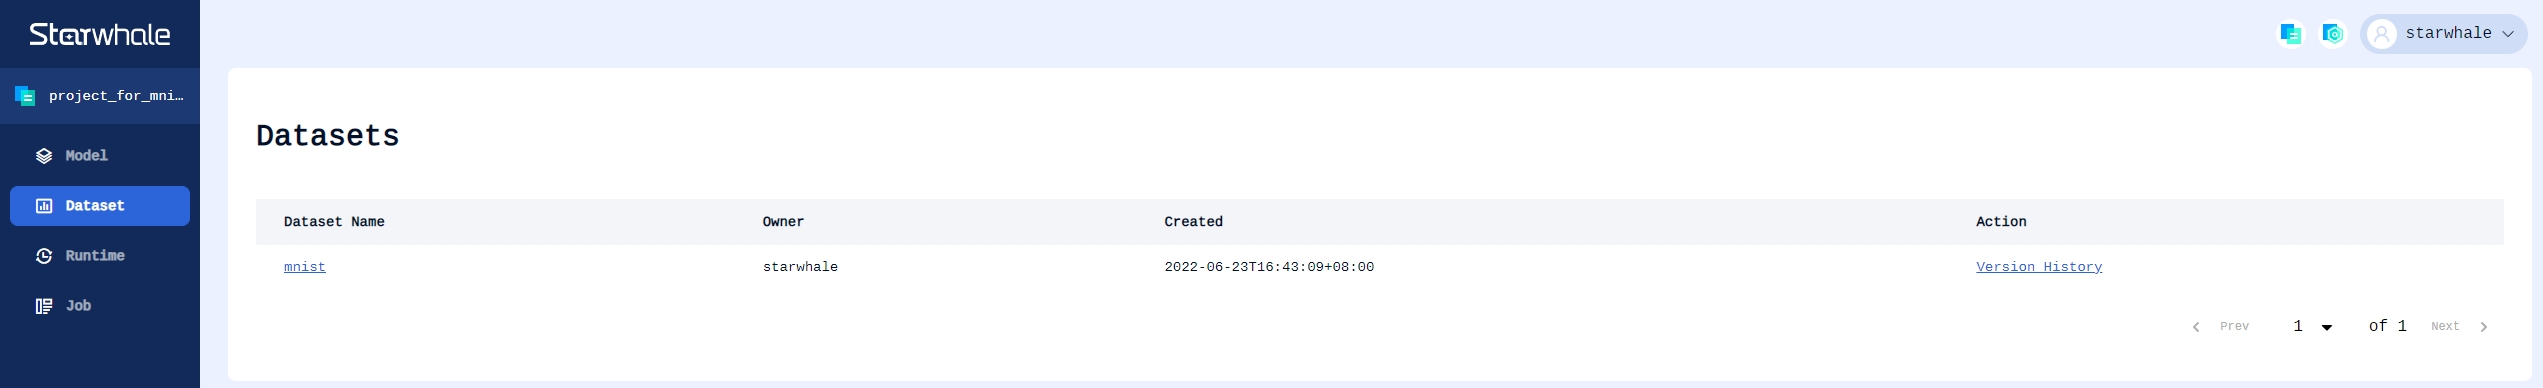 Starwhale
starwhale
project_for_mni…
Model
Dataset
Runtime
Job
Datasets
Dataset Name Owner Created Action
mnist starwhale 2022-06-23T16:43:09+08:00 Version History
Prev 1 of 1 Next